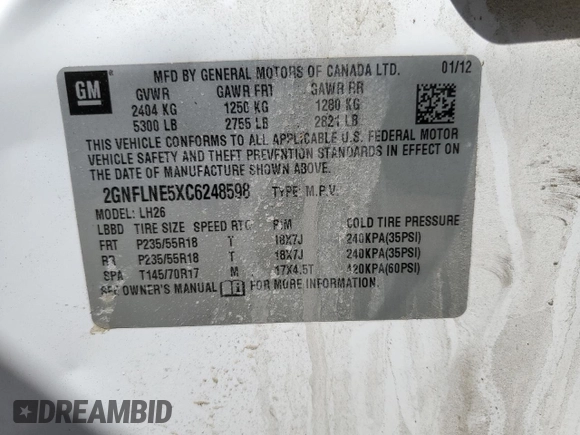 GM
MFD BY GENERAL MOTORS OF CANADA LTD. 01/12
GVWR GAWR FRT GAWR RR
2404 KG 1250 KG 1280 KG
5300 LB 2755 LB 2821 LB
THIS VEHICLE CONFORMS TO ALL APPLICABLE U.S. FEDERAL MOTOR
VEHICLE SAFETY AND THEFT PREVENTION STANDARDS IN EFFECT ON
THE DATE OF MANUFACTURE SHOWN ABOVE.
2GNFLNE5XC6248598 TYPE: M.P.V.
MODEL: LH26
LBBD TIRE SIZE SPEED RTG RIM COLD TIRE PRESSURE
FRT P235/55R18 T 18X7J 240KPA(35PSI)
RR P235/55R18 T 18X7J 240KPA(35PSI)
SPA T145/70R17 M 17X4.5T 420KPA(60PSI)
SEE OWNER'S MANUAL FOR MORE INFORMATION.
DREAMBID